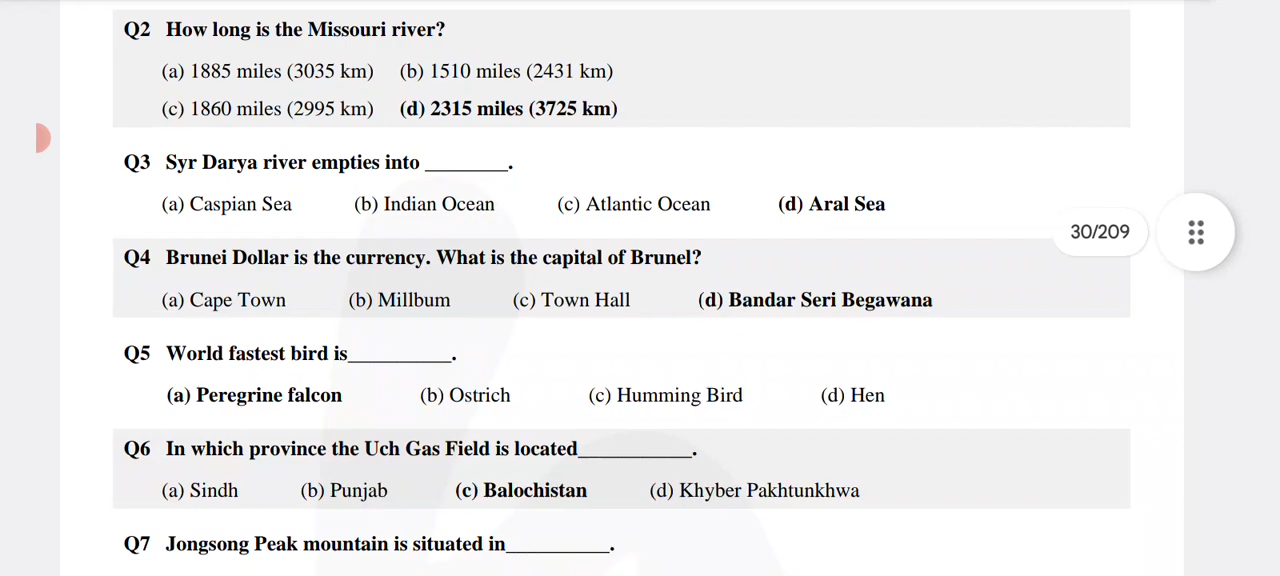 Q2 How long is the Missouri river?
(a) 1885 miles (3035 km) (b) 1510 miles (2431 km)
(c) 1860 miles (2995 km) (d) 2315 miles (3725 km)
Q3 Syr Darya river empties into ________.
(a) Caspian Sea (b) Indian Ocean (c) Atlantic Ocean (d) Aral Sea
30/209
Q4 Brunei Dollar is the currency. What is the capital of Brunel?
(a) Cape Town (b) Millbum (c) Town Hall (d) Bandar Seri Begawana
Q5 World fastest bird is__________.
(a) Peregrine falcon (b) Ostrich (c) Humming Bird (d) Hen
Q6 In which province the Uch Gas Field is located___________.
(a) Sindh (b) Punjab (c) Balochistan (d) Khyber Pakhtunkhwa
Q7 Jongsong Peak mountain is situated in__________.